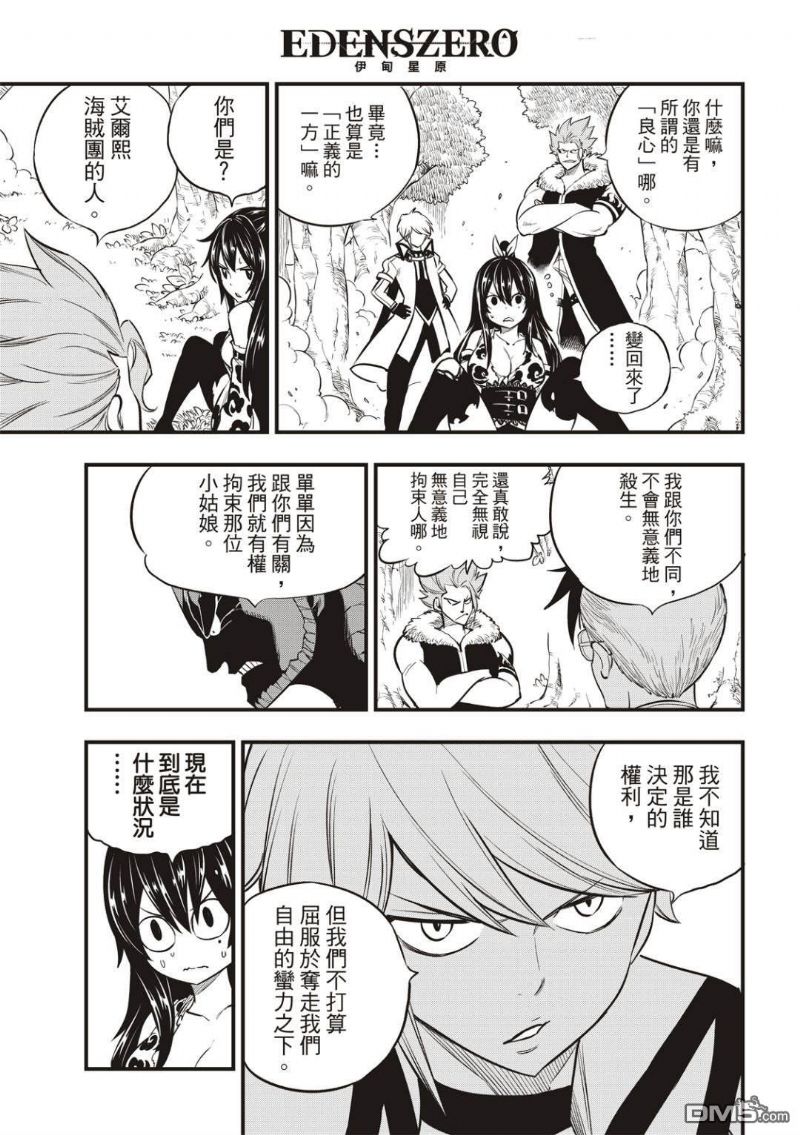 EDENSZERO
伊甸星原
什麼嘛，
你還是有
所謂的
「良心」哪。
畢竟…
也算是
「正義的
一方」嘛。
變回來了
……
你們是？
艾爾熙
海賊團的人。
我跟你們不同，
不會無意義地
殺生。
還真敢說，
完全無視
自己
無意義地
拘束人哪。
單單因為
跟你們有關，
我們就有權
拘束那位
小姑娘。
我不知道
那是誰
決定的
權利，
但我們不打算
屈服於奪走我們
自由的蠻力之下。
現在
到底是
什麼狀況
……
DM5.com